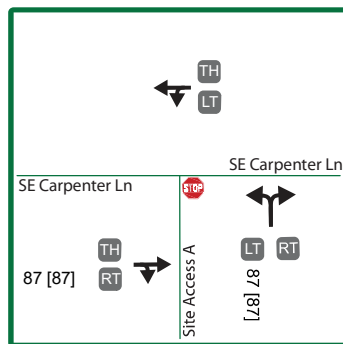 TH
LT
SE Carpenter Ln
SE Carpenter Ln
STOP
TH
RT
87 [87]
Site Access A
LT RT
87 [87]